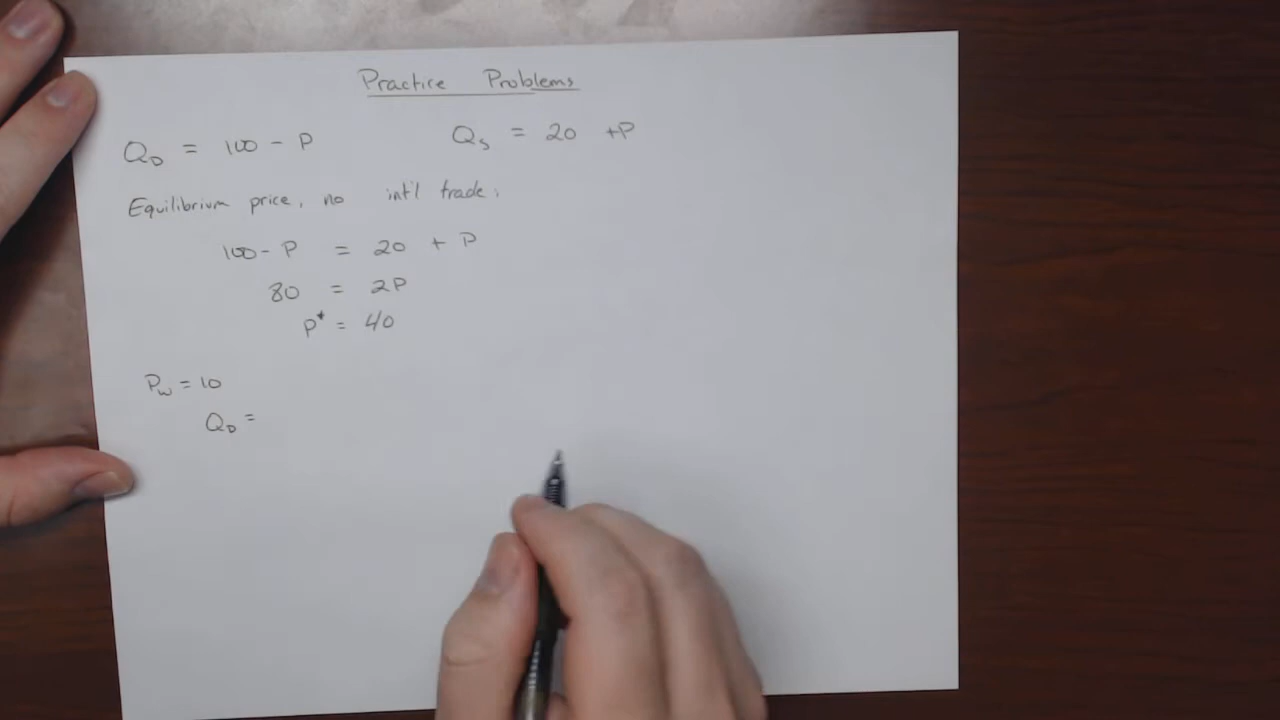 Practice Problems
Q_D = 100 - P
Q_S = 20 + P
Equilibrium price, no int'l trade:
100 - P = 20 + P
80 = 2P
P* = 40
P_W = 10
Q_D =